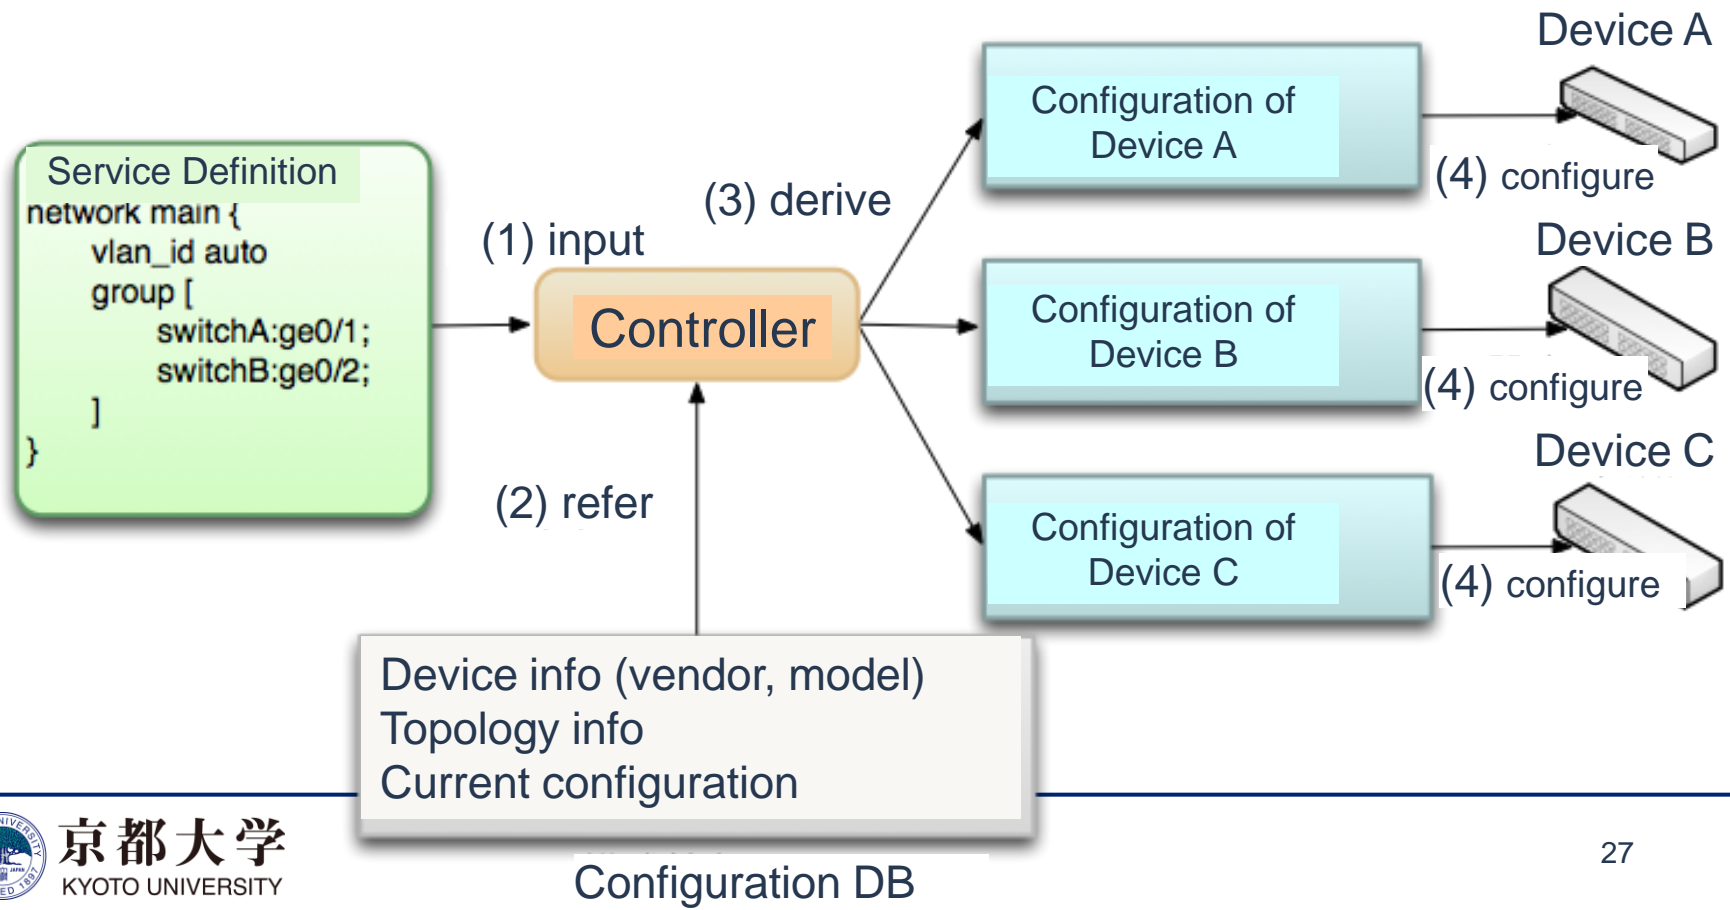 Service Definition
network main {
vlan_id auto
group [
switchA:ge0/1;
switchB:ge0/2;
]
}
(1) input
Controller
(2) refer
(3) derive
Configuration of
Device A
Configuration of
Device B
Configuration of
Device C
Device A
(4) configure
Device B
(4) configure
Device C
(4) configure
Device info (vendor, model)
Topology info
Current configuration
Configuration DB
京都大学
KYOTO UNIVERSITY
27